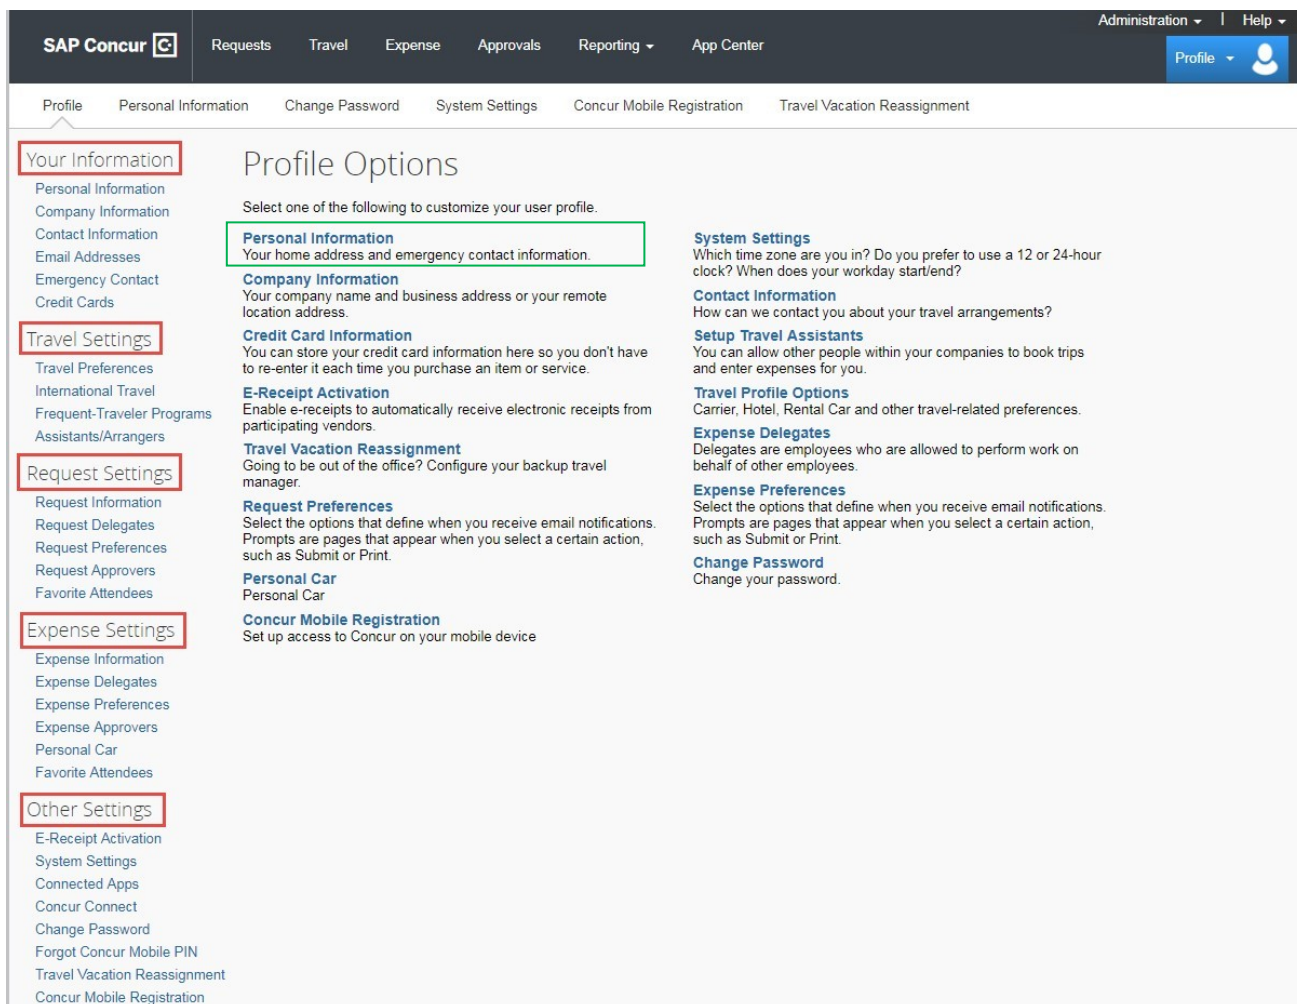 Administration | Help
SAP Concur C Requests Travel Expense Approvals Reporting App Center
Profile
Profile Personal Information Change Password System Settings Concur Mobile Registration Travel Vacation Reassignment
Your Information
Personal Information
Company Information
Contact Information
Email Addresses
Emergency Contact
Credit Cards
Travel Settings
Travel Preferences
International Travel
Frequent-Traveler Programs
Assistants/Arrangers
Request Settings
Request Information
Request Delegates
Request Preferences
Request Approvers
Favorite Attendees
Expense Settings
Expense Information
Expense Delegates
Expense Preferences
Expense Approvers
Personal Car
Favorite Attendees
Other Settings
E-Receipt Activation
System Settings
Connected Apps
Concur Connect
Change Password
Forgot Concur Mobile PIN
Travel Vacation Reassignment
Concur Mobile Registration
Profile Options
Select one of the following to customize your user profile.
Personal Information
Your home address and emergency contact information.
Company Information
Your company name and business address or your remote
location address.
Credit Card Information
You can store your credit card information here so you don't have
to re-enter it each time you purchase an item or service.
E-Receipt Activation
Enable e-receipts to automatically receive electronic receipts from
participating vendors.
Travel Vacation Reassignment
Going to be out of the office? Configure your backup travel
manager.
Request Preferences
Select the options that define when you receive email notifications.
Prompts are pages that appear when you select a certain action,
such as Submit or Print.
Personal Car
Personal Car
Concur Mobile Registration
Set up access to Concur on your mobile device
System Settings
Which time zone are you in? Do you prefer to use a 12 or 24-hour
clock? When does your workday start/end?
Contact Information
How can we contact you about your travel arrangements?
Setup Travel Assistants
You can allow other people within your companies to book trips
and enter expenses for you.
Travel Profile Options
Carrier, Hotel, Rental Car and other travel-related preferences.
Expense Delegates
Delegates are employees who are allowed to perform work on
behalf of other employees.
Expense Preferences
Select the options that define when you receive email notifications.
Prompts are pages that appear when you select a certain action,
such as Submit or Print.
Change Password
Change your password.